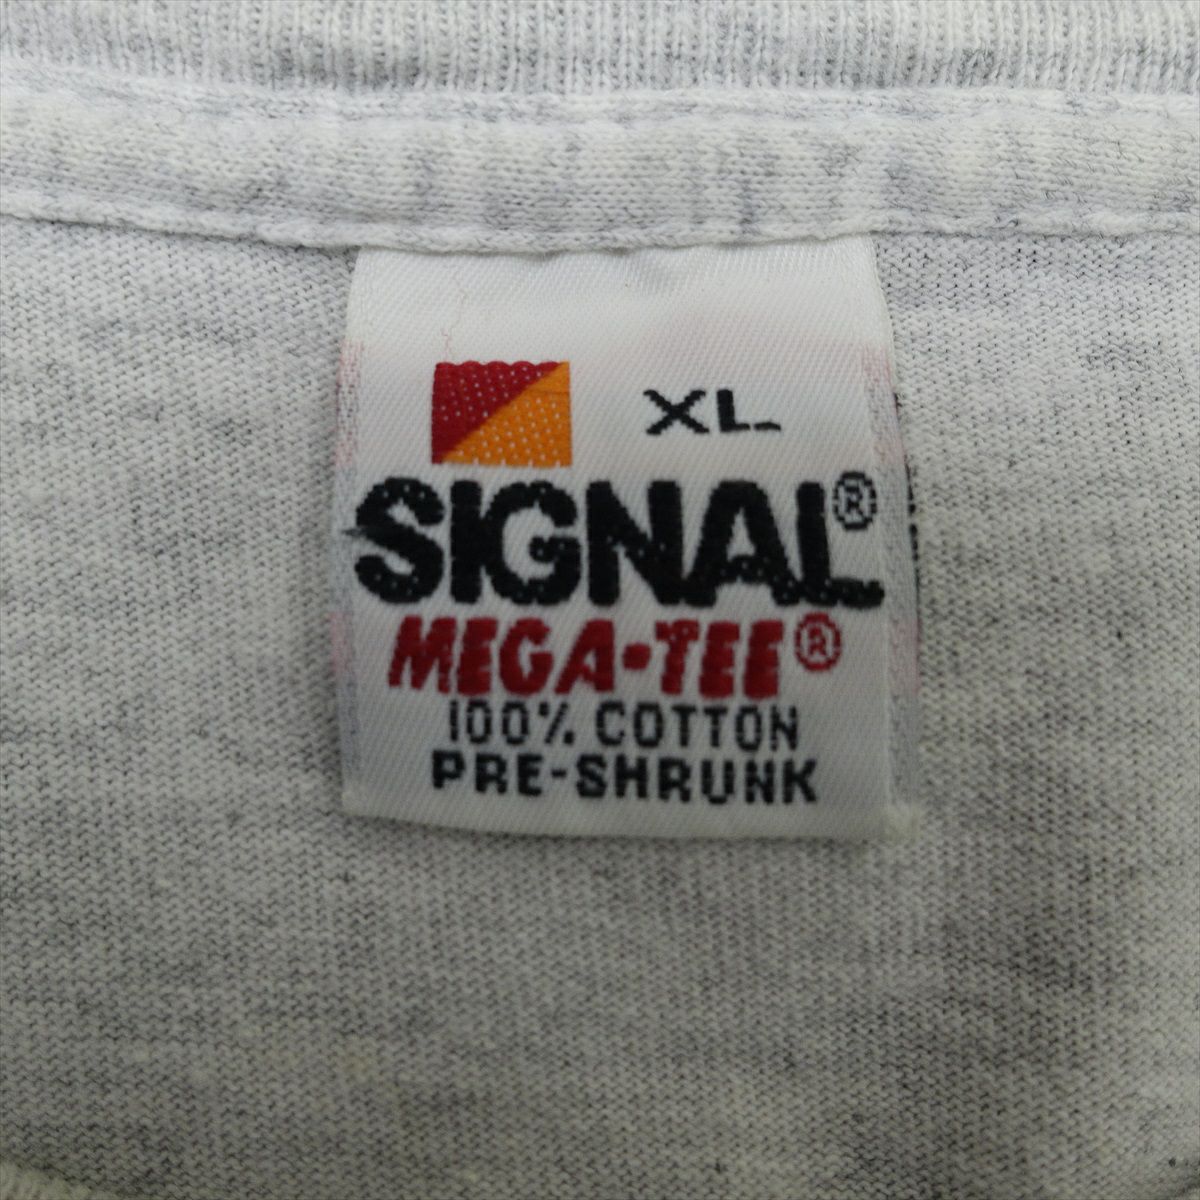 XL
SIGNAL®
MEGA-TEE®
100% COTTON
PRE-SHRUNK